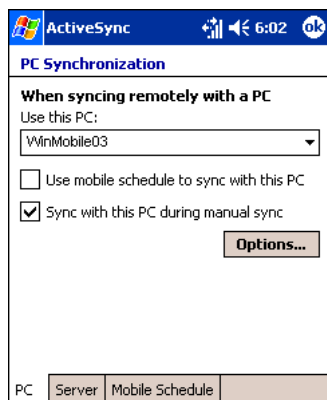 ActiveSync 6:02 ok
PC Synchronization
When syncing remotely with a PC
Use this PC:
WinMobile03
Use mobile schedule to sync with this PC
Sync with this PC during manual sync
Options...
PC Server Mobile Schedule